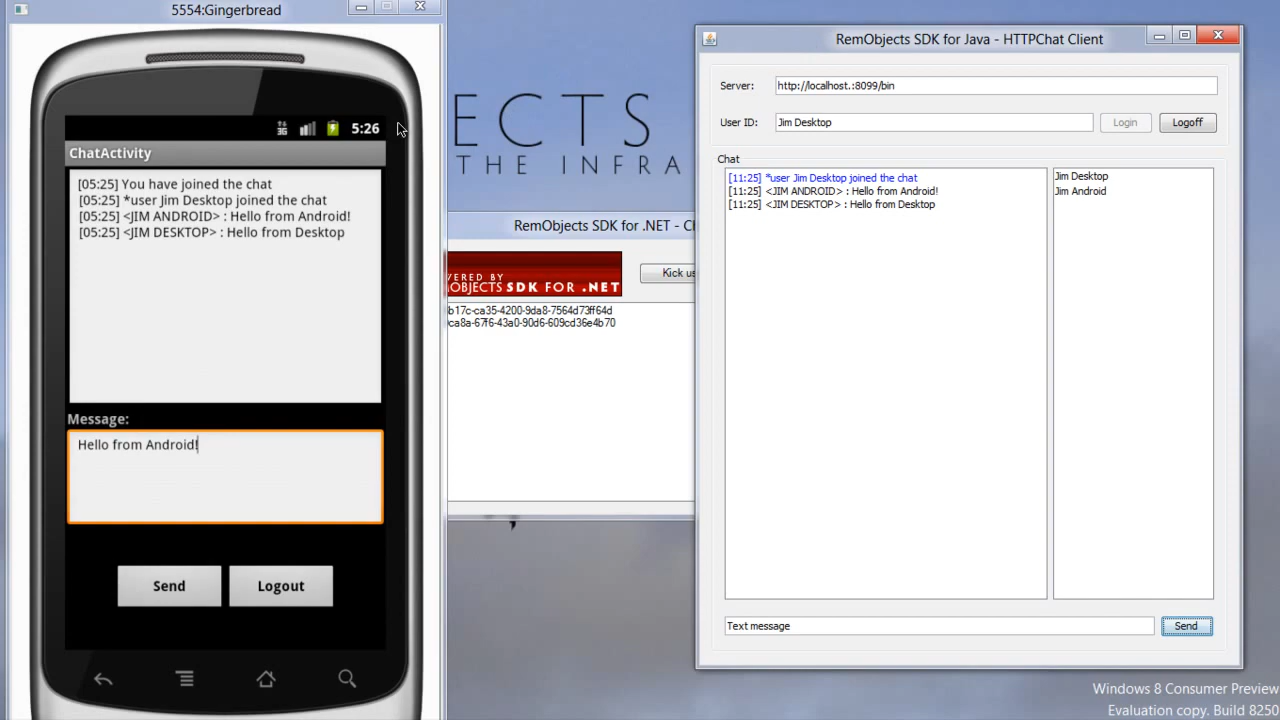 5554:Gingerbread
5:26
ChatActivity
[05:25] You have joined the chat
[05:25] *user Jim Desktop joined the chat
[05:25] <JIM ANDROID> : Hello from Android!
[05:25] <JIM DESKTOP> : Hello from Desktop
Message:
Hello from Android!
Send
Logout
ECTS
THE INFRA
RemObjects SDK for .NET - C
ERED BY
OBJECTS SDK FOR .NET
Kick us
b17c-ca35-4200-9da8-7564d73ff64d
ca8a-67f6-43a0-90d6-609cd36e4b70
RemObjects SDK for Java - HTTPChat Client
Server:
http://localhost.:8099/bin
User ID:
Jim Desktop
Login
Logoff
Chat
[11:25] *user Jim Desktop joined the chat
[11:25] <JIM ANDROID> : Hello from Android!
[11:25] <JIM DESKTOP> : Hello from Desktop
Jim Desktop
Jim Android
Text message
Send
Windows 8 Consumer Preview
Evaluation copy. Build 8250